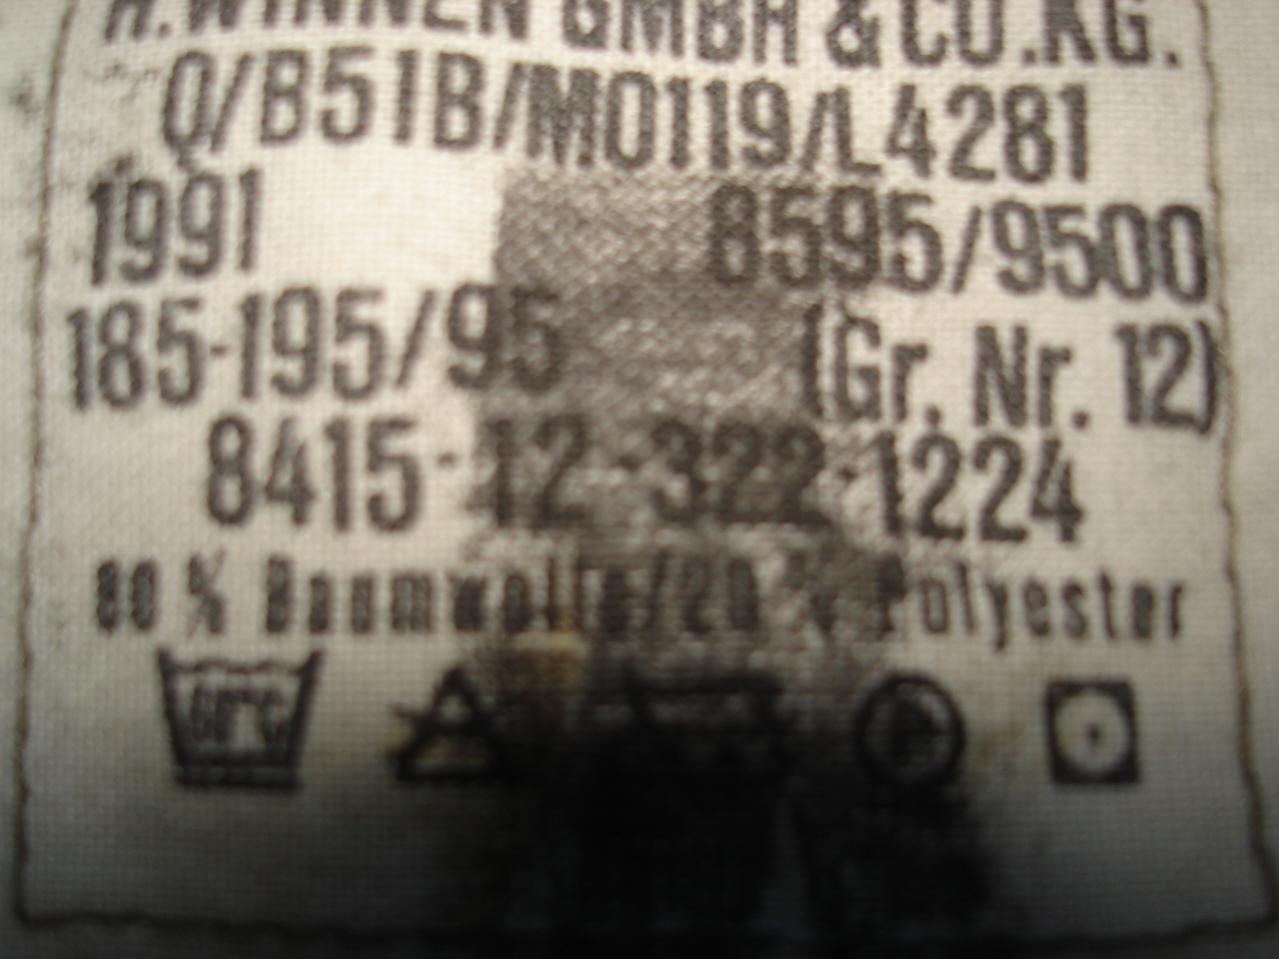 H. WINNEN GMBH & CO. KG.
Q/B51B/M0119/L4281
1991 8595/9500
185-195/95 (Gr. Nr. 12)
8415-12-322-1224
80 % Baumwolle/20 % Polyester
60°C